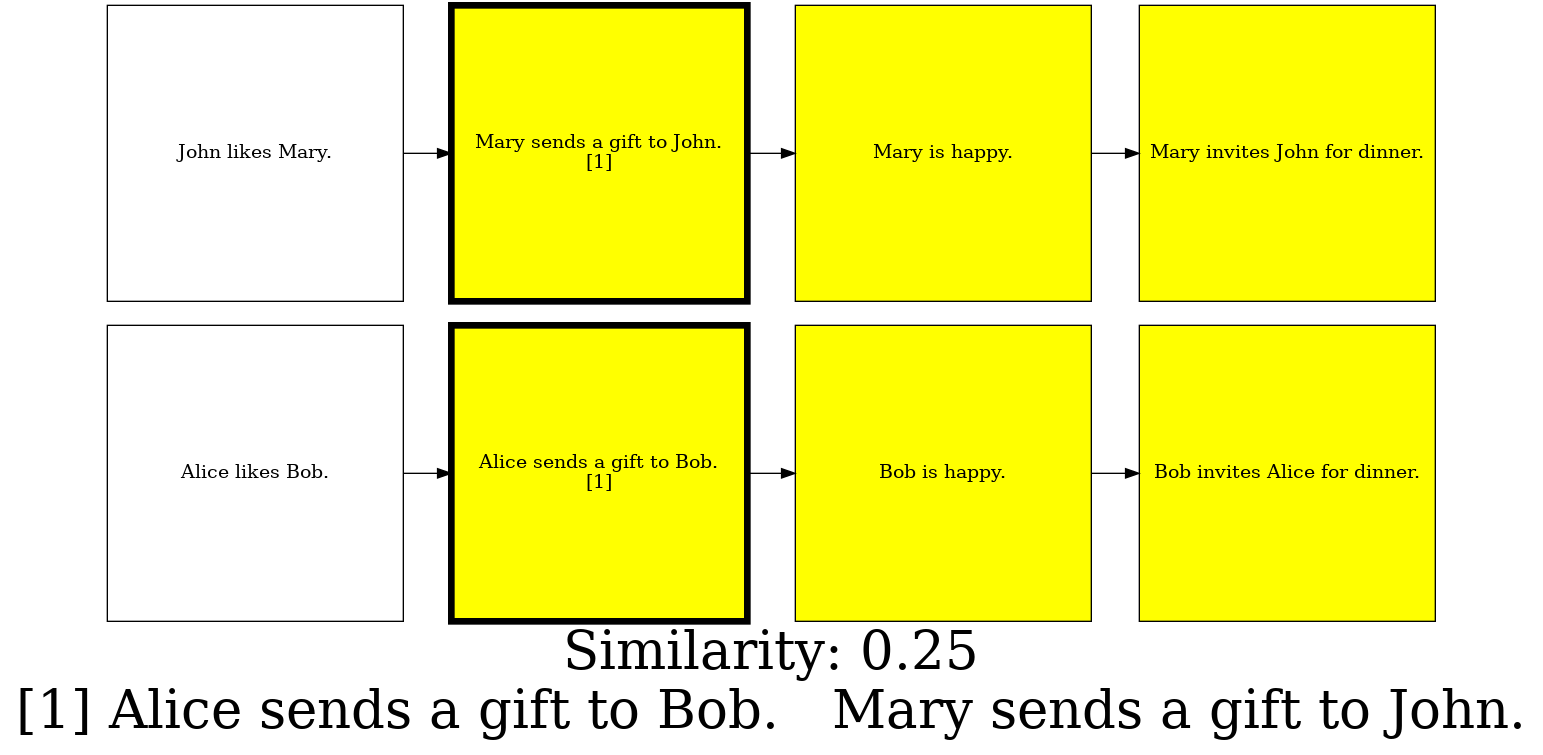 John likes Mary.
Mary sends a gift to John.
[1]
Mary is happy.
Mary invites John for dinner.
Alice likes Bob.
Alice sends a gift to Bob.
[1]
Bob is happy.
Bob invites Alice for dinner.
Similarity: 0.25
[1] Alice sends a gift to Bob.   Mary sends a gift to John.